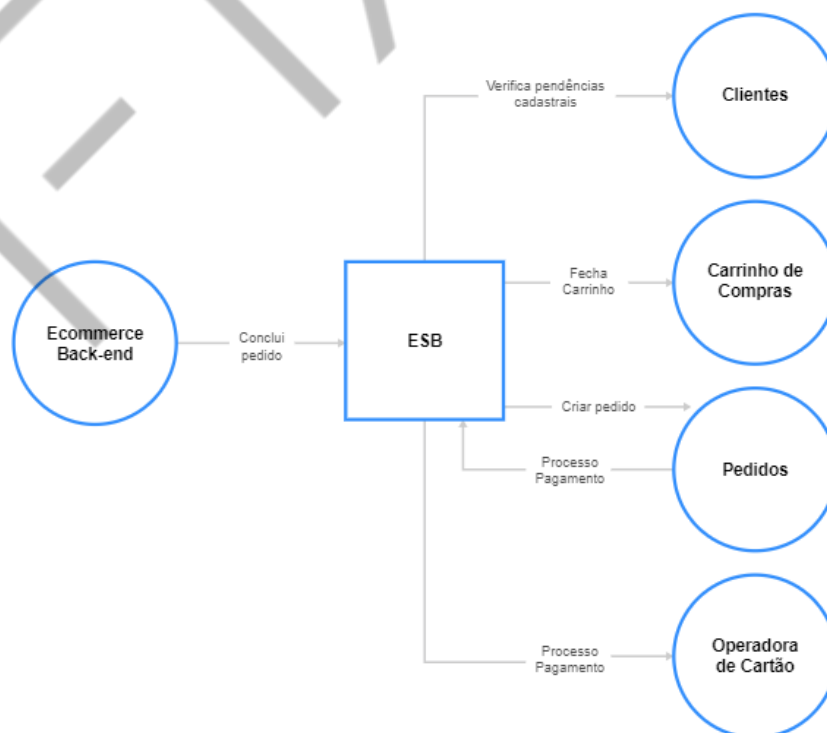 Verifica pendências
cadastrais
Clientes
Fecha
Carrinho
Carrinho de
Compras
Ecommerce
Back-end
Conclui
pedido
ESB
Criar pedido
Processo
Pagamento
Pedidos
Processo
Pagamento
Operadora
de Cartão